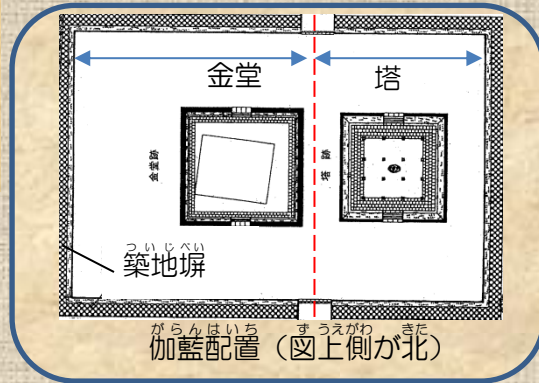 金堂
塔
金堂跡
塔跡
築地塀
ついじべい
伽藍配置（図上側が北）
がらんはいち ず うえがわ きた